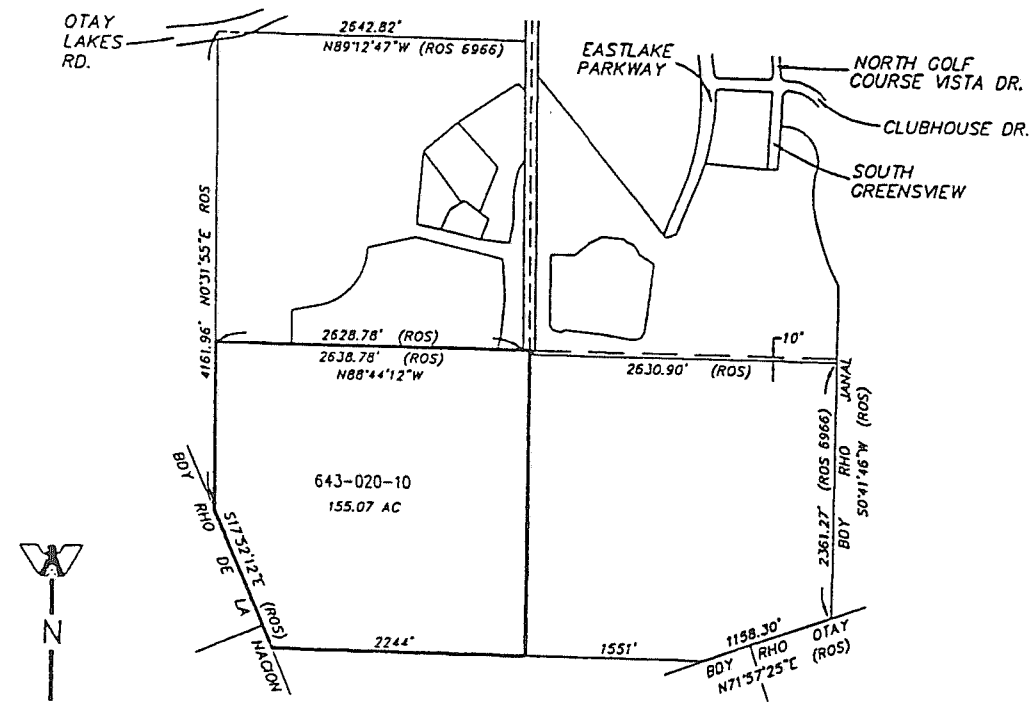 OTAY
LAKES
RD.
2642.82'
N89°12'47"W (ROS 6966)
EASTLAKE
PARKWAY
NORTH GOLF
COURSE VISTA DR.
CLUBHOUSE DR.
SOUTH
GREENSVIEW
4161.96' N0°31'55"E ROS
2628.78' (ROS)
2638.78' (ROS)
N88°44'12"W
10"
2630.90' (ROS)
2361.27' (ROS 6966)
BDY RHO JANAL
S0°41'46"W (ROS)
643-020-10
155.07 AC
BDY RHO DE LA NACION
S17°52'12"E (ROS)
2244'
1551'
1158.30'
BDY RHO OTAY
N71°57'25"E (ROS)
N